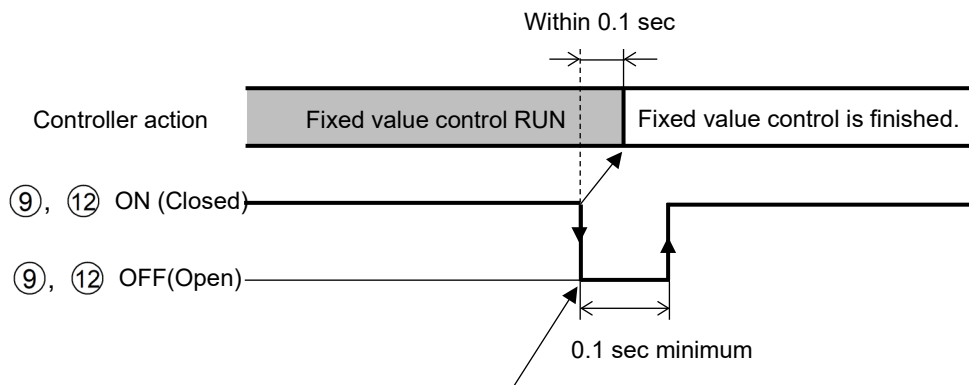 Within 0.1 sec
Controller action
Fixed value control RUN
Fixed value control is finished.
⑨, ⑫ ON (Closed)
⑨, ⑫ OFF(Open)
0.1 sec minimum